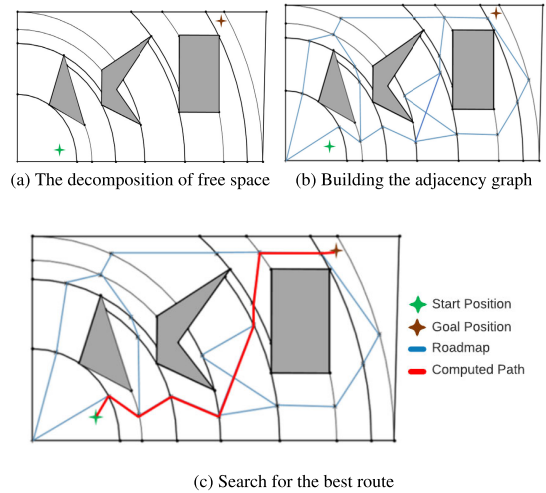 (a) The decomposition of free space
(b) Building the adjacency graph
Start Position
Goal Position
Roadmap
Computed Path
(c) Search for the best route